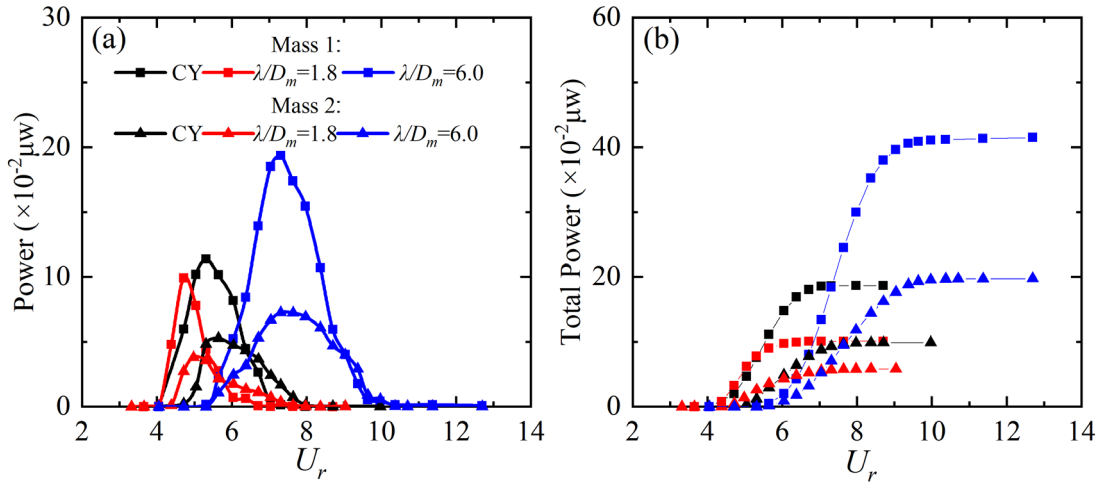 (a)
Mass 1:
CY λ/Dm=1.8 λ/Dm=6.0
Mass 2:
CY λ/Dm=1.8 λ/Dm=6.0
Power (×10⁻²μw)
30
20
10
0
2 4 6 8 10 12 14
Ur
(b)
Total Power (×10⁻²μw)
60
40
20
0
2 4 6 8 10 12 14
Ur